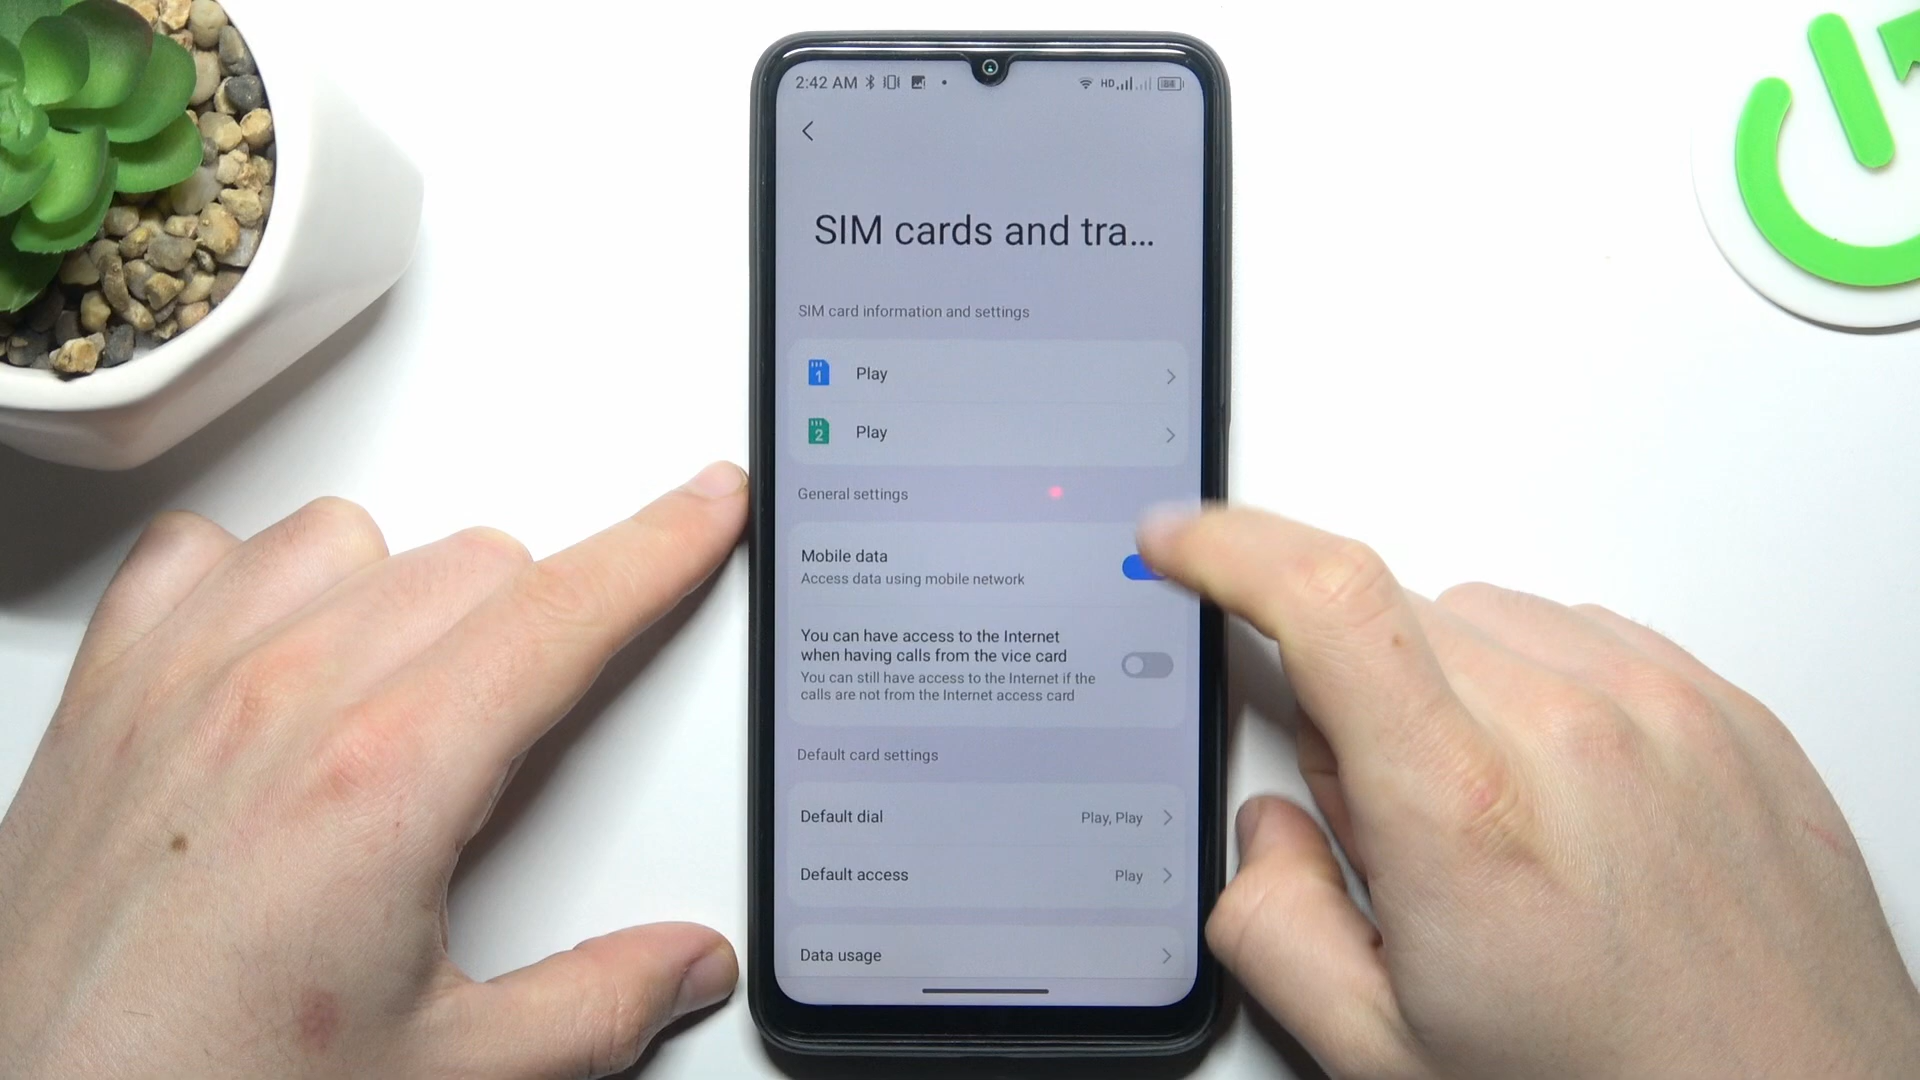 2:42 AM HD
SIM cards and tra...
SIM card information and settings
1 Play
2 Play
General settings
Mobile data
Access data using mobile network
You can have access to the Internet
when having calls from the vice card
You can still have access to the Internet if the
calls are not from the Internet access card
Default card settings
Default dial Play, Play
Default access Play
Data usage